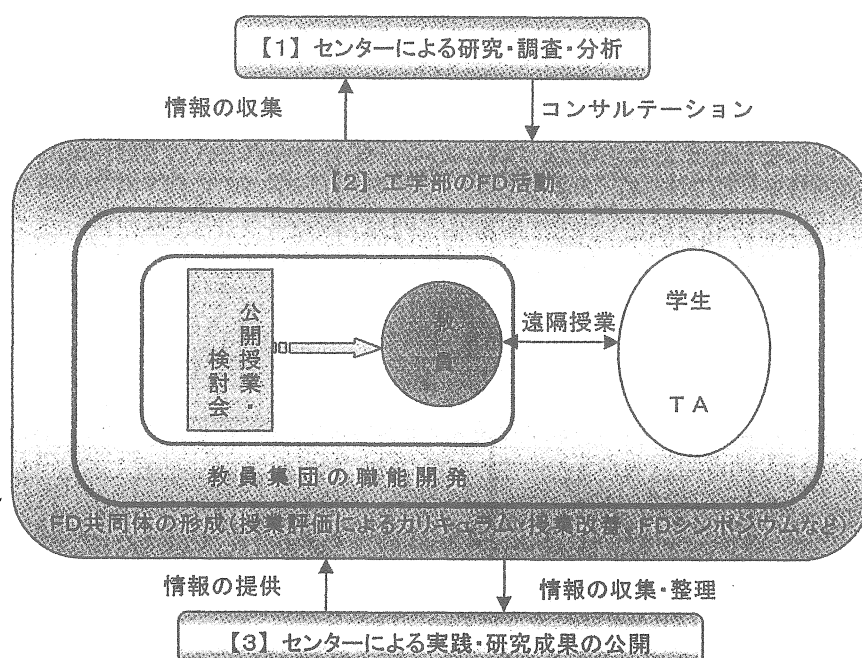 【1】センターによる研究・調査・分析
情報の収集
コンサルテーション
【2】工学部のFD活動
公開授業・
検討会
教員
遠隔授業
学生
TA
教員集団の職能開発
FD共同体の形成(授業評価によるカリキュラム・授業改善、FDシンポジウムなど)
情報の提供
情報の収集・整理
【3】センターによる実践・研究成果の公開